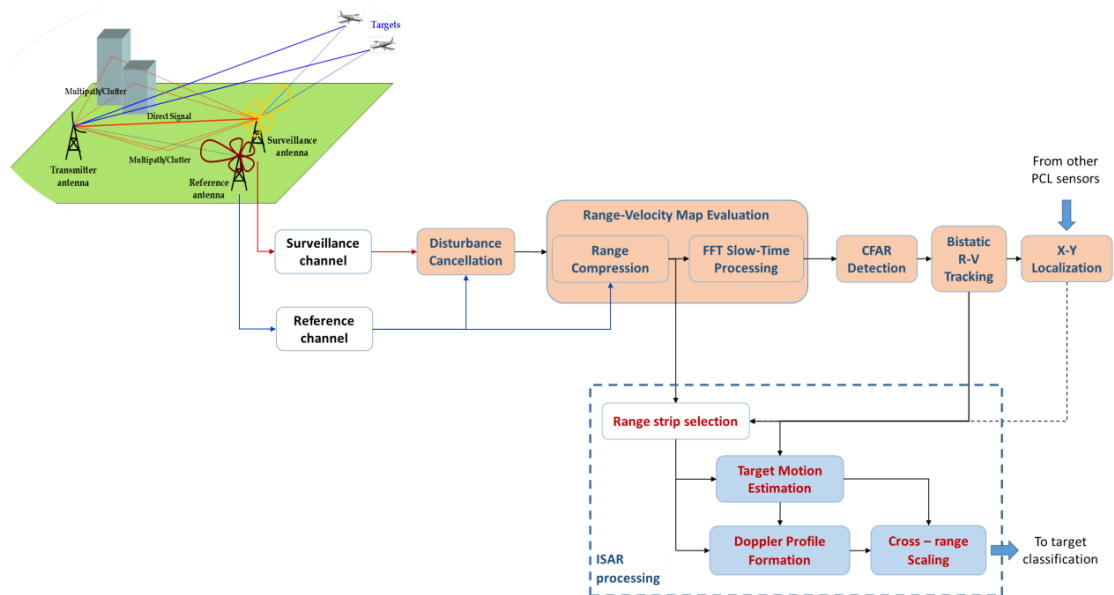 Targets
Multipath/Clutter
Direct Signal
Surveillance
antenna
Multipath/Clutter
Transmitter
antenna
Reference
antenna
From other
PCL sensors
Range-Velocity Map Evaluation
Surveillance
channel
Disturbance
Cancellation
Range
Compression
FFT Slow-Time
Processing
CFAR
Detection
Bistatic
R-V
Tracking
X-Y
Localization
Reference
channel
Range strip selection
Target Motion
Estimation
Doppler Profile
Formation
Cross – range
Scaling
To target
classification
ISAR
processing